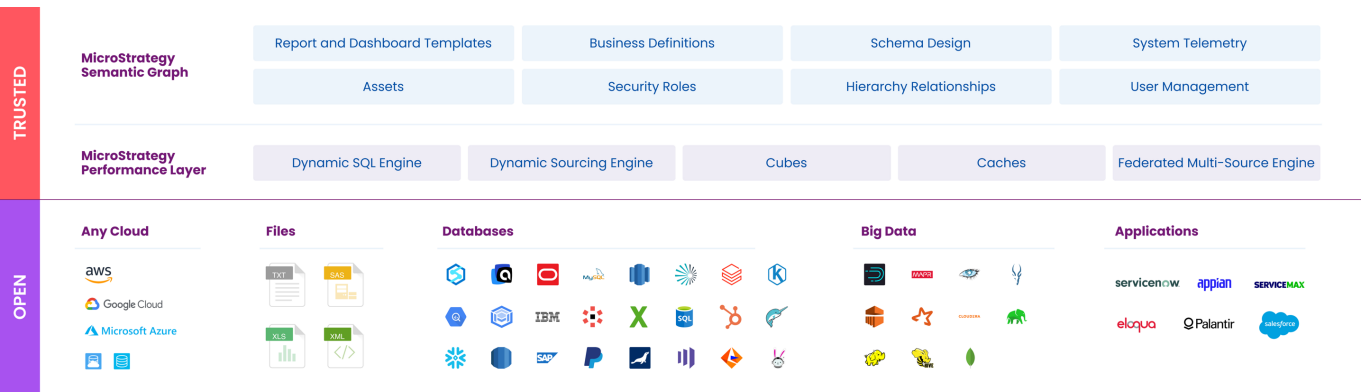 TRUSTED
MicroStrategy
Semantic Graph
Report and Dashboard Templates
Business Definitions
Schema Design
System Telemetry
Assets
Security Roles
Hierarchy Relationships
User Management
MicroStrategy
Performance Layer
Dynamic SQL Engine
Dynamic Sourcing Engine
Cubes
Caches
Federated Multi-Source Engine
OPEN
Any Cloud
aws
Google Cloud
Microsoft Azure
Files
TXT
SAS
XLS
XML
</>
Databases
MySQL
IBM
X
SQL
SAP
Big Data
MAPR
CLOUDERA
HIVE
Applications
servicenow
appian
SERVICEMAX
eloqua
Palantir
salesforce